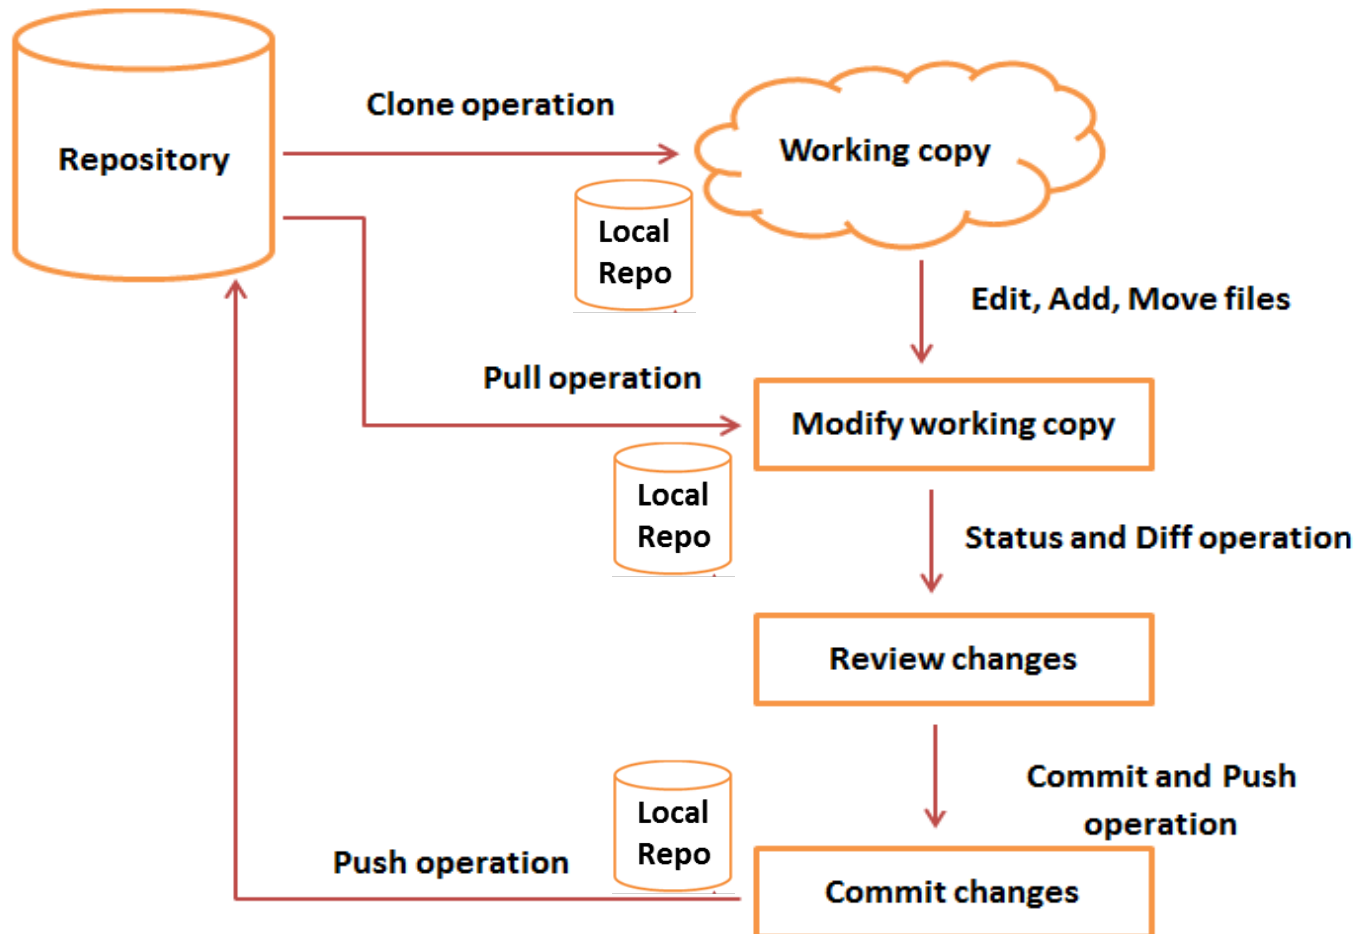 Clone operation
Repository
Working copy
Local
Repo
Edit, Add, Move files
Pull operation
Modify working copy
Local
Repo
Status and Diff operation
Review changes
Commit and Push
operation
Local
Repo
Push operation
Commit changes